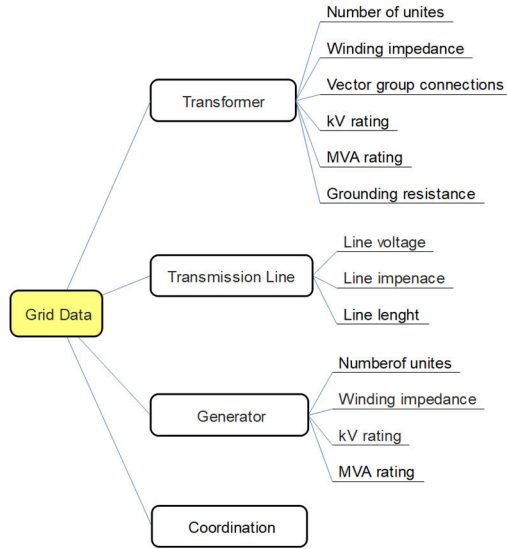 Number of unites
Winding impedance
Vector group connections
Transformer
kV rating
MVA rating
Grounding resistance
Line voltage
Transmission Line
Line impenace
Line lenght
Grid Data
Numberof unites
Winding impedance
Generator
kV rating
MVA rating
Coordination